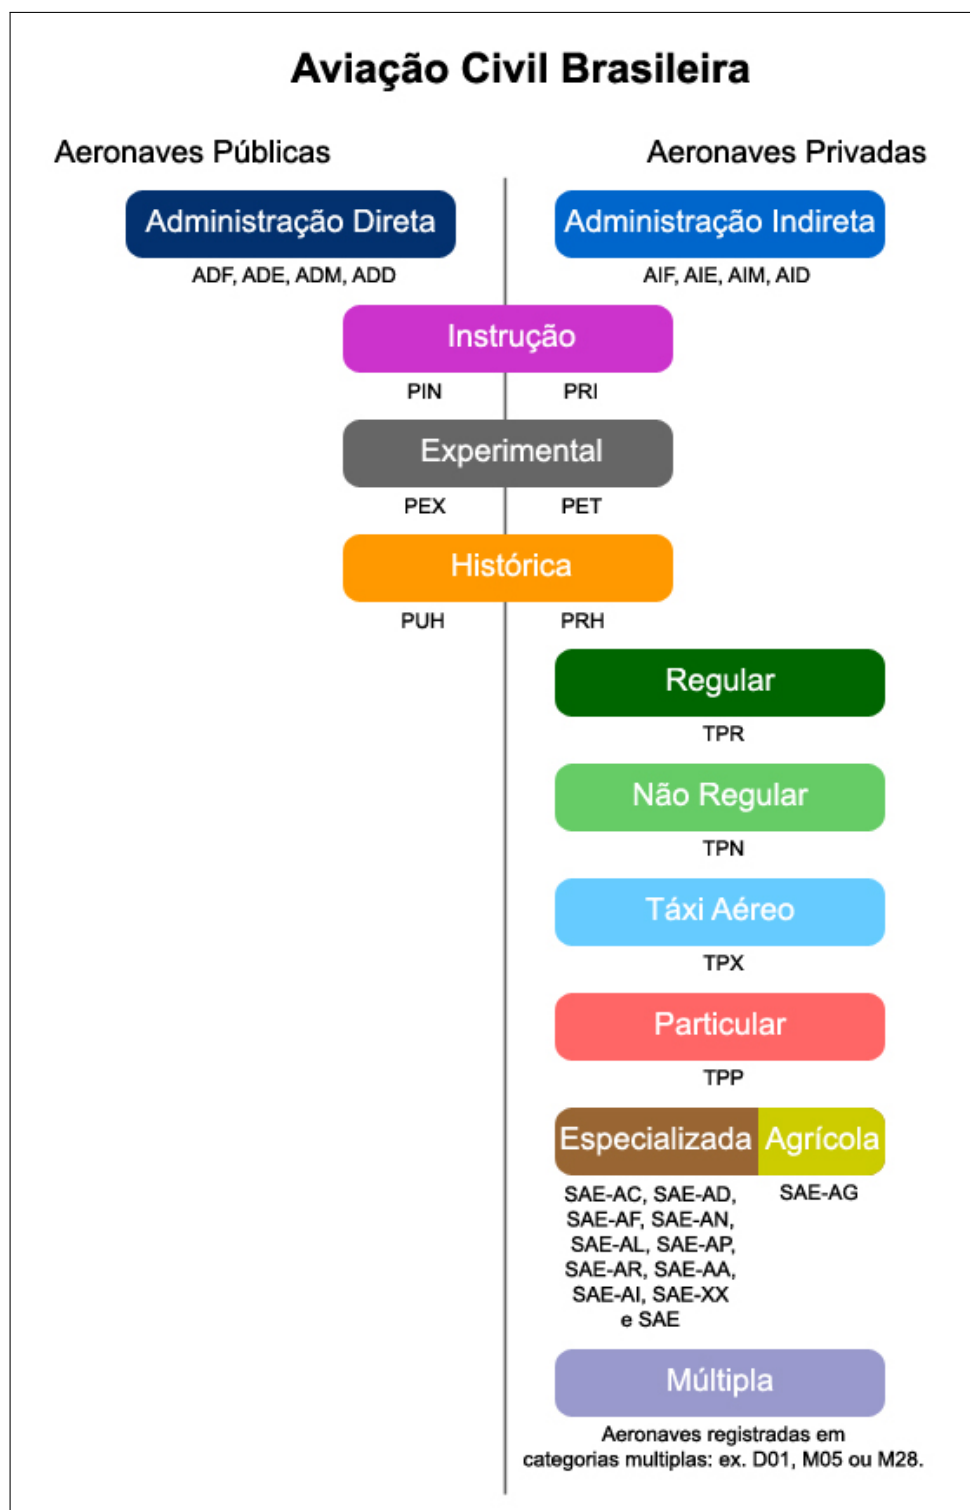 Aviação Civil Brasileira
Aeronaves Públicas
Aeronaves Privadas
Administração Direta
Administração Indireta
ADF, ADE, ADM, ADD
AIF, AIE, AIM, AID
Instrução
PIN
PRI
Experimental
PEX
PET
Histórica
PUH
PRH
Regular
TPR
Não Regular
TPN
Táxi Aéreo
TPX
Particular
TPP
Especializada
Agrícola
SAE-AC, SAE-AD,
SAE-AF, SAE-AN,
SAE-AL, SAE-AP,
SAE-AR, SAE-AA,
SAE-AI, SAE-XX
e SAE
SAE-AG
Múltipla
Aeronaves registradas em
categorias multiplas: ex. D01, M05 ou M28.